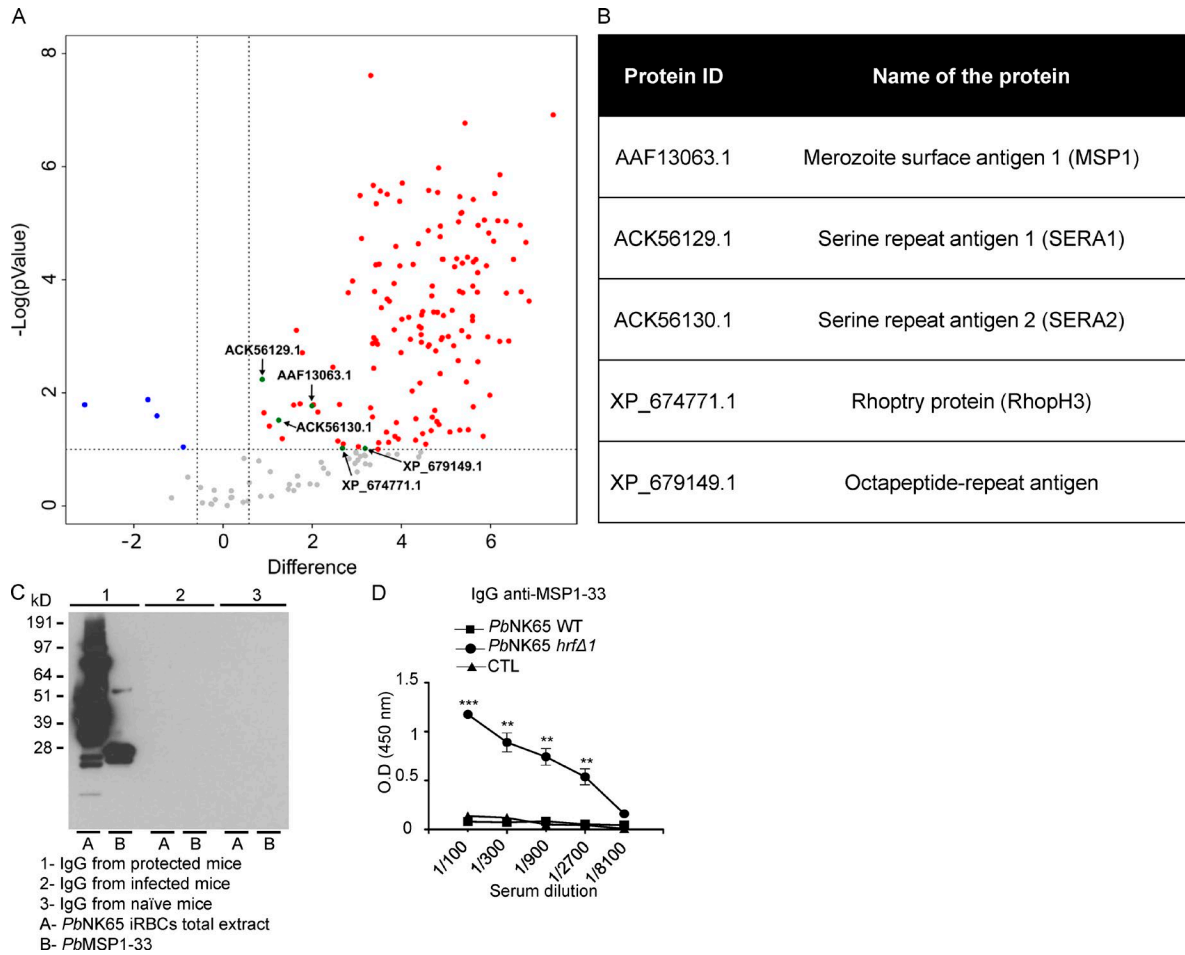 A
-Log(pValue)
8
6
4
2
0
ACK56129.1
AAF13063.1
ACK56130.1
XP_679149.1
XP_674771.1
-2 0 2 4 6
Difference
B
Protein ID Name of the protein
AAF13063.1 Merozoite surface antigen 1 (MSP1)
ACK56129.1 Serine repeat antigen 1 (SERA1)
ACK56130.1 Serine repeat antigen 2 (SERA2)
XP_674771.1 Rhoptry protein (RhopH3)
XP_679149.1 Octapeptide-repeat antigen
C
kD 1 2 3
191
97
64
51
39
28
A B A B A B
1- IgG from protected mice
2- IgG from infected mice
3- IgG from naïve mice
A- PbNK65 iRBCs total extract
B- PbMSP1-33
D
IgG anti-MSP1-33
PbNK65 WT
PbNK65 hrfΔ1
CTL
O.D (450 nm)
1.5
1
0.5
0
*** ** ** **
1/100 1/300 1/900 1/2700 1/8100
Serum dilution